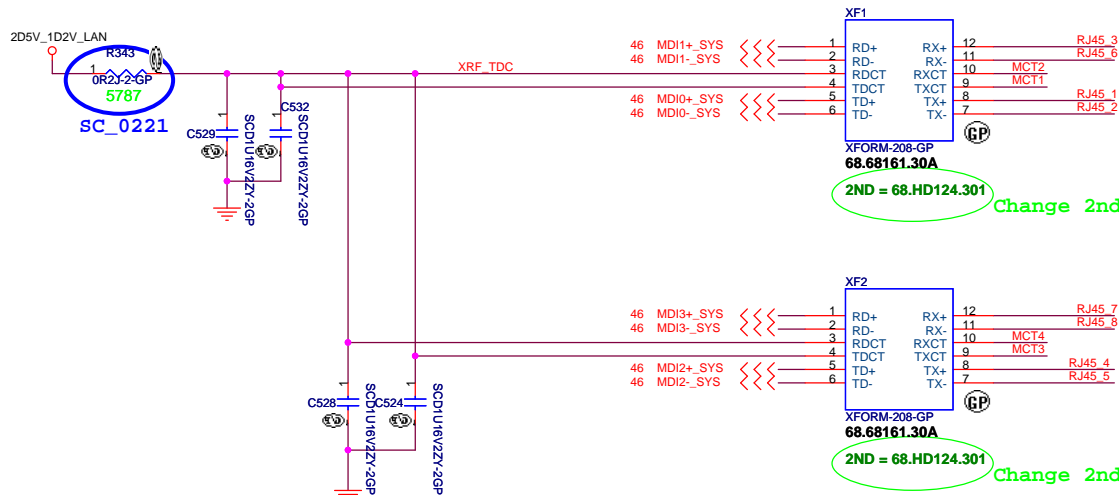 2D5V_1D2V_LAN
R343
1
0R2J-2-GP
5787
SC_0221
XRF_TDC
1
C529
SCD1U16V2ZY-2GP
1
C532
SCD1U16V2ZY-2GP
XF1
46 MDI1+_SYS 1 RD+ RX+ 12 RJ45_3
46 MDI1-_SYS 2 RD- RX- 11 RJ45_6
3 RDCT RXCT 10 MCT2
4 TDCT TXCT 9 MCT1
46 MDI0+_SYS 5 TD+ TX+ 8 RJ45_1
46 MDI0-_SYS 6 TD- TX- 7 RJ45_2
GP
XFORM-208-GP
68.68161.30A
2ND = 68.HD124.301
Change 2nd
XF2
46 MDI3+_SYS 1 RD+ RX+ 12 RJ45_7
46 MDI3-_SYS 2 RD- RX- 11 RJ45_8
3 RDCT RXCT 10 MCT4
4 TDCT TXCT 9 MCT3
46 MDI2+_SYS 5 TD+ TX+ 8 RJ45_4
46 MDI2-_SYS 6 TD- TX- 7 RJ45_5
GP
XFORM-208-GP
68.68161.30A
2ND = 68.HD124.301
Change 2nd
1
C528
SCD1U16V2ZY-2GP
1
C524
SCD1U16V2ZY-2GP